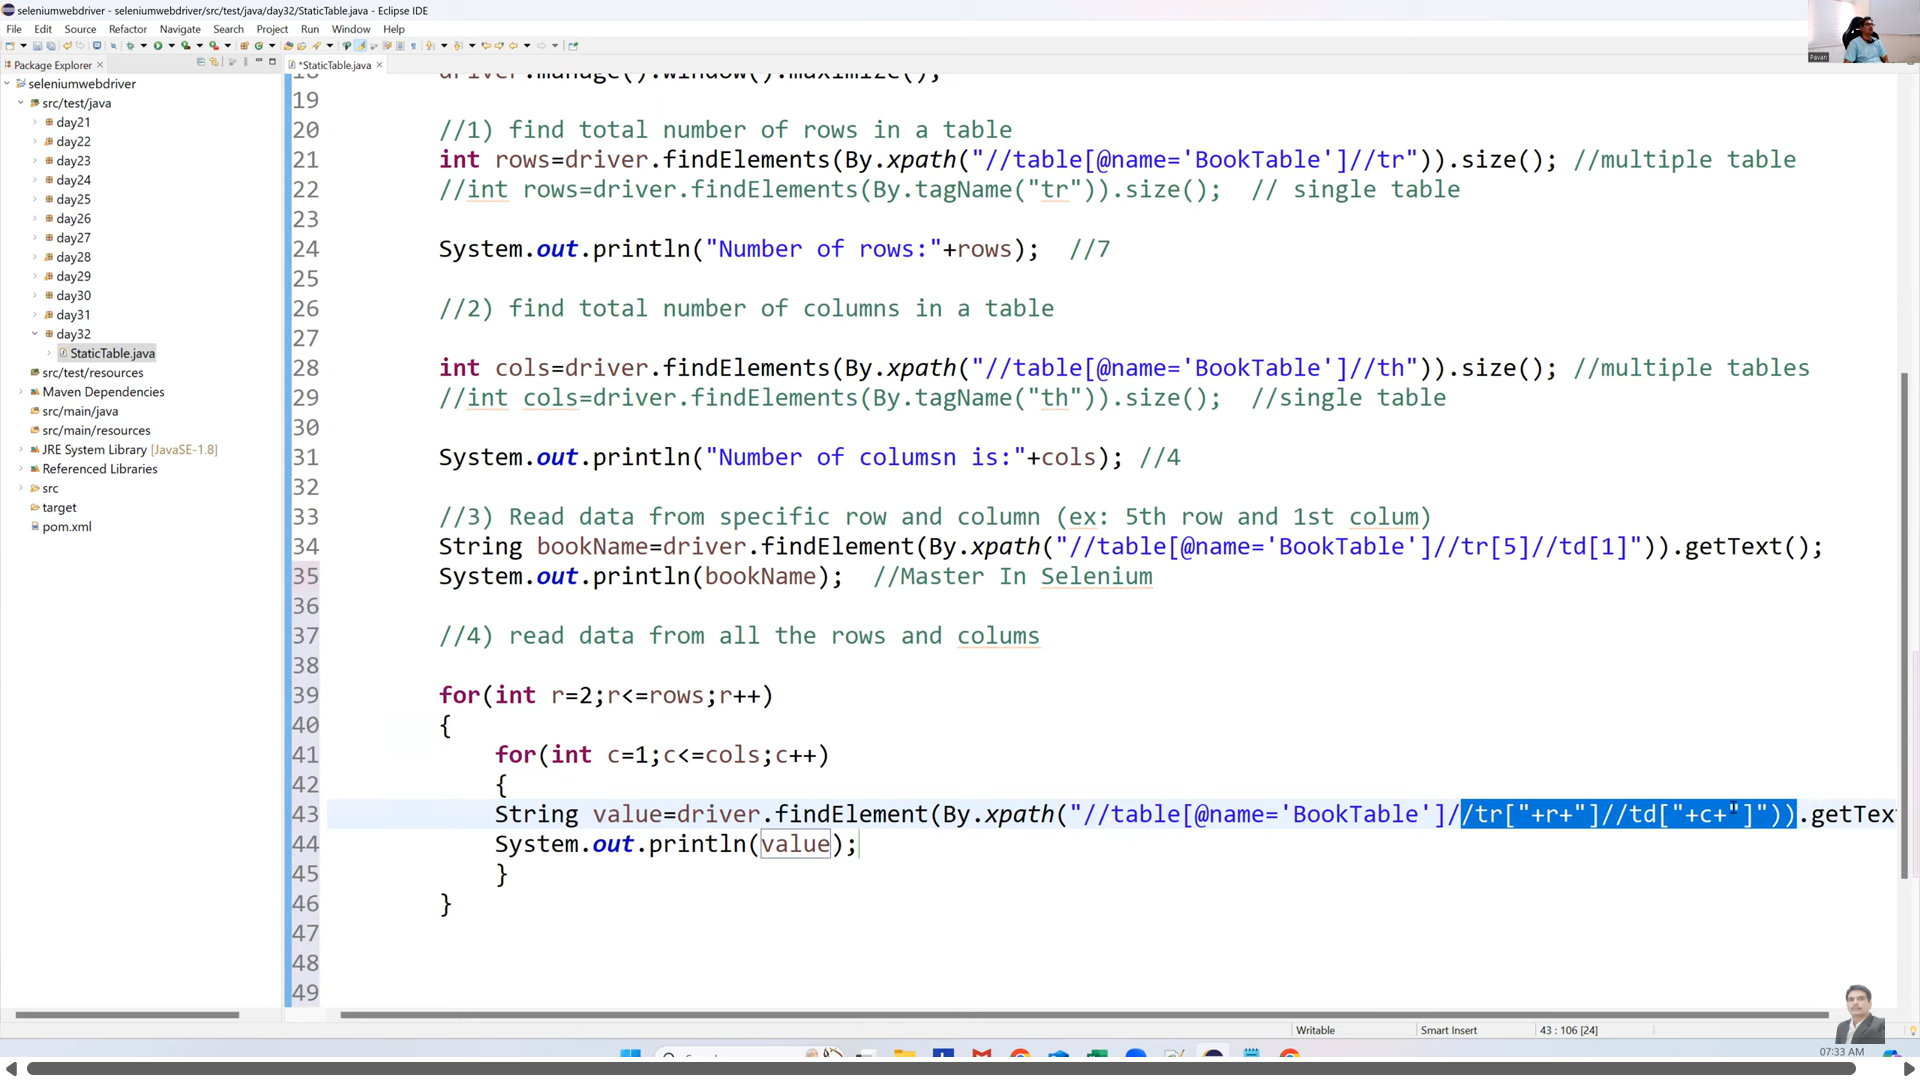 seleniumwebdriver - seleniumwebdriver/src/test/java/day32/StaticTable.java - Eclipse IDE
File Edit Source Refactor Navigate Search Project Run Window Help
Package Explorer
*StaticTable.java
seleniumwebdriver
src/test/java
day21
day22
day23
day24
day25
day26
day27
day28
day29
day30
day31
day32
StaticTable.java
src/test/resources
Maven Dependencies
src/main/java
src/main/resources
JRE System Library [JavaSE-1.8]
Referenced Libraries
src
target
pom.xml
18 driver.manage().window().maximize();
19
20 //1) find total number of rows in a table
21 int rows=driver.findElements(By.xpath("//table[@name='BookTable']//tr")).size(); //multiple table
22 //int rows=driver.findElements(By.tagName("tr")).size(); // single table
23
24 System.out.println("Number of rows:"+rows); //7
25
26 //2) find total number of columns in a table
27
28 int cols=driver.findElements(By.xpath("//table[@name='BookTable']//th")).size(); //multiple tables
29 //int cols=driver.findElements(By.tagName("th")).size(); //single table
30
31 System.out.println("Number of columsn is:"+cols); //4
32
33 //3) Read data from specific row and column (ex: 5th row and 1st colum)
34 String bookName=driver.findElement(By.xpath("//table[@name='BookTable']//tr[5]//td[1]")).getText();
35 System.out.println(bookName); //Master In Selenium
36
37 //4) read data from all the rows and colums
38
39 for(int r=2;r<=rows;r++)
40 {
41 for(int c=1;c<=cols;c++)
42 {
43 String value=driver.findElement(By.xpath("//table[@name='BookTable']//tr["+r+"]//td["+c+"]")).getTex
44 System.out.println(value);
45 }
46 }
47
48
49
Writable Smart Insert 43 : 106 [24]
07:33 AM
Pavan